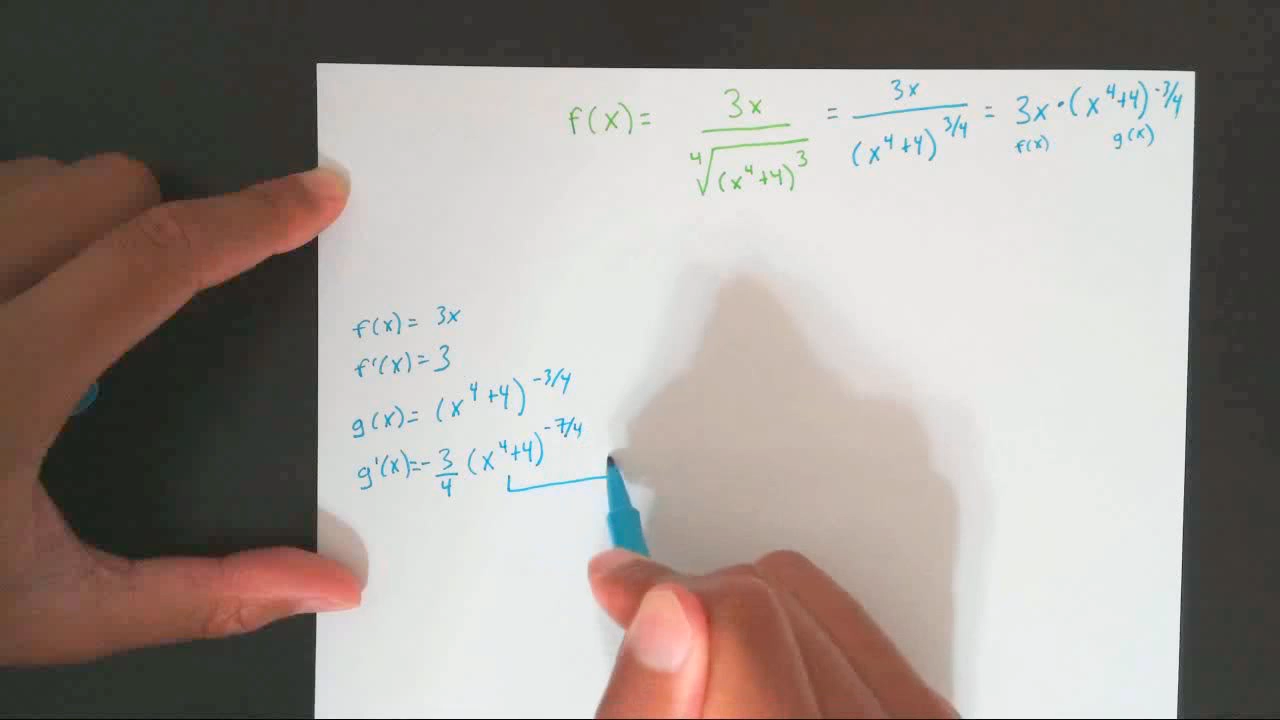 f(x) = 3x / ∜(x⁴+4)³ = 3x / (x⁴+4)^3/4 = 3x · (x⁴+4)^-3/4
f(x) g(x)
f(x) = 3x
f'(x) = 3
g(x) = (x⁴+4)^-3/4
g'(x) = -3/4 (x⁴+4)^-7/4